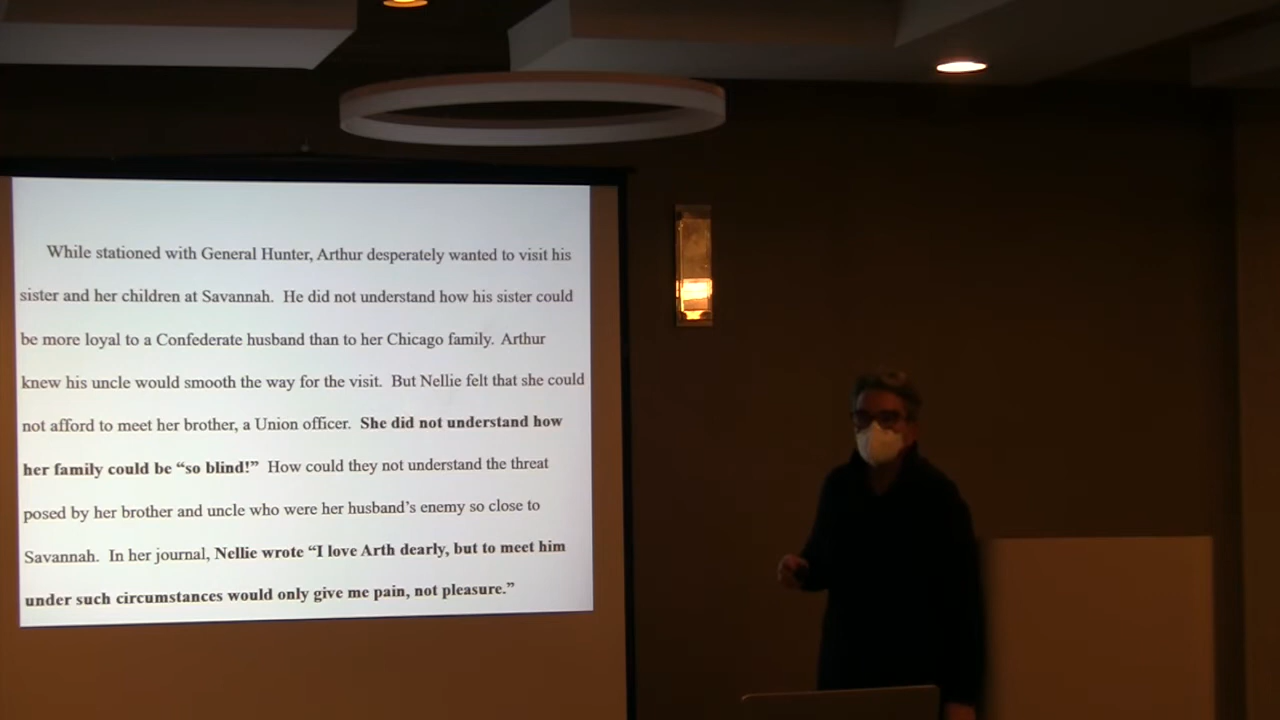 While stationed with General Hunter, Arthur desperately wanted to visit his
sister and her children at Savannah.  He did not understand how his sister could
be more loyal to a Confederate husband than to her Chicago family.  Arthur
knew his uncle would smooth the way for the visit.  But Nellie felt that she could
not afford to meet her brother, a Union officer.  She did not understand how
her family could be “so blind!”  How could they not understand the threat
posed by her brother and uncle who were her husband’s enemy so close to
Savannah.  In her journal, Nellie wrote “I love Arth dearly, but to meet him
under such circumstances would only give me pain, not pleasure.”